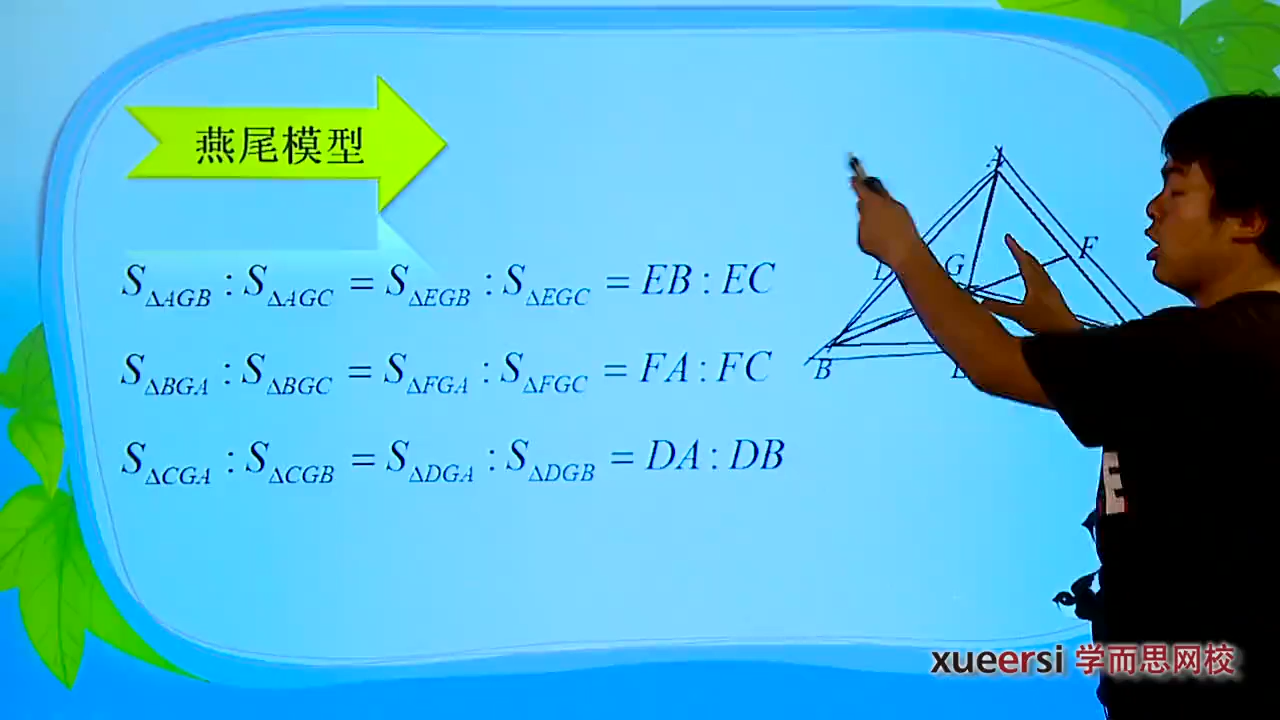 燕尾模型
S△AGB : S△AGC = S△EGB : S△EGC = EB : EC
S△BGA : S△BGC = S△FGA : S△FGC = FA : FC
S△CGA : S△CGB = S△DGA : S△DGB = DA : DB
A
F
G
B
xueersi 学而思网校